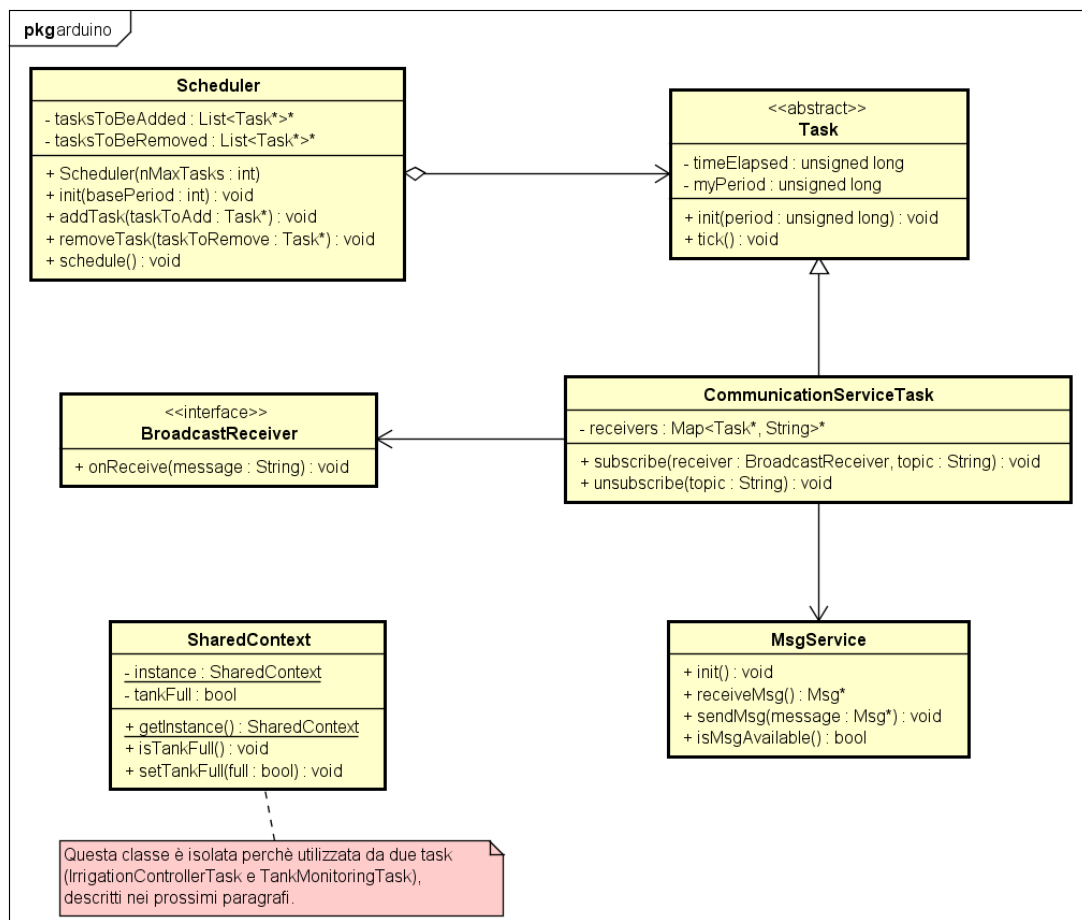 pkg arduino
Scheduler
- tasksToBeAdded : List<Task*>*
- tasksToBeRemoved : List<Task*>*
+ Scheduler(nMaxTasks : int)
+ init(basePeriod : int) : void
+ addTask(taskToAdd : Task*) : void
+ removeTask(taskToRemove : Task*) : void
+ schedule() : void
<<abstract>>
Task
- timeElapsed : unsigned long
- myPeriod : unsigned long
+ init(period : unsigned long) : void
+ tick() : void
<<interface>>
BroadcastReceiver
+ onReceive(message : String) : void
CommunicationServiceTask
- receivers : Map<Task*, String>*
+ subscribe(receiver : BroadcastReceiver, topic : String) : void
+ unsubscribe(topic : String) : void
SharedContext
- instance : SharedContext
- tankFull : bool
+ getInstance() : SharedContext
+ isTankFull() : void
+ setTankFull(full : bool) : void
MsgService
+ init() : void
+ receiveMsg() : Msg*
+ sendMsg(message : Msg*) : void
+ isMsgAvailable() : bool
Questa classe è isolata perchè utilizzata da due task
(IrrigationControllerTask e TankMonitoringTask),
descritti nei prossimi paragrafi.